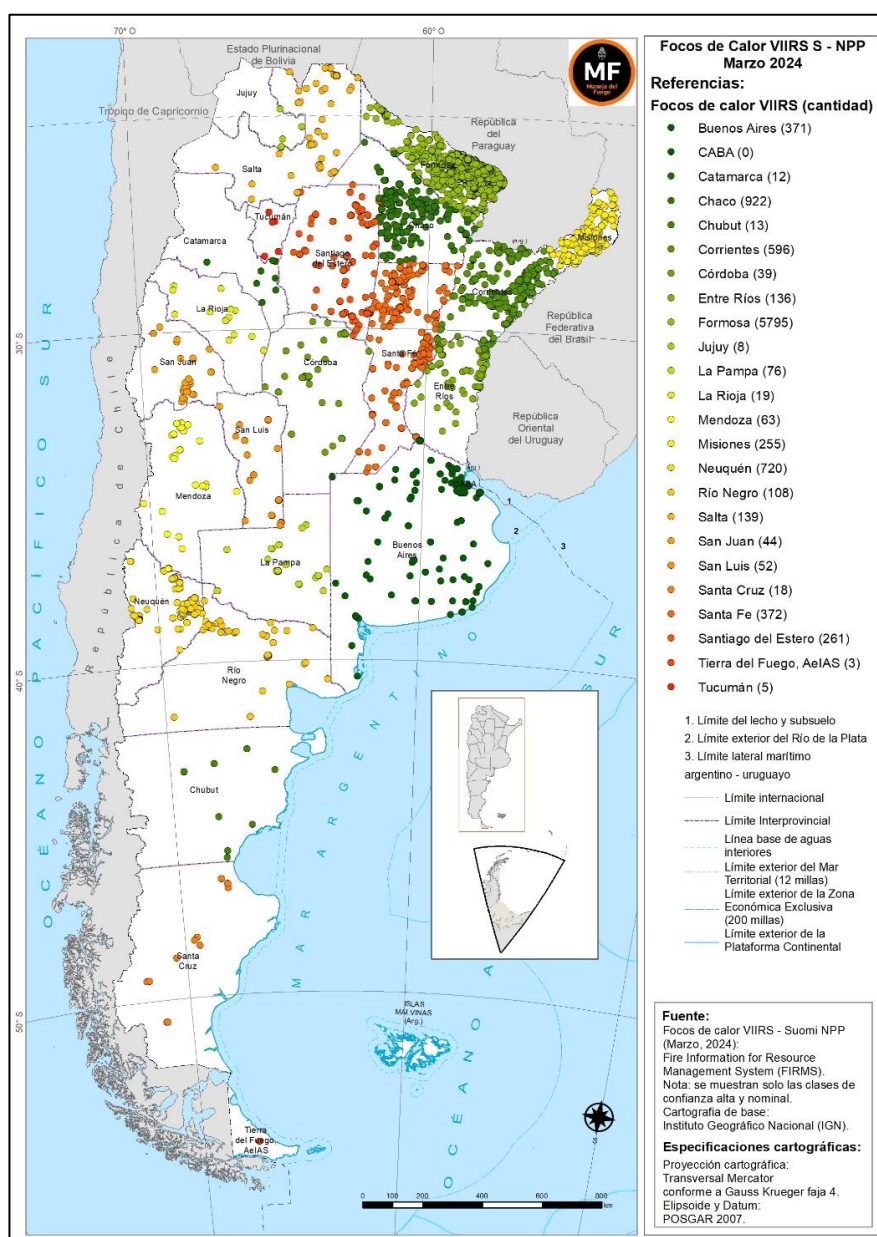 70° O
60° O
Estado Plurinacional
de Bolivia
MF
Manejo del
Fuego
Trópico de Capricornio
República
del
Paraguay
Jujuy
Salta
Formosa
Tucumán
Chaco
Misiones
Catamarca
Santiago
del Estero
(Arg.)
Corrientes
La Rioja
República
Federativa
del Brasil
30° S
San Juan
Córdoba
Santa Fé
Entre
Ríos
República
Oriental
del Uruguay
San Luis
(Arg.)
CABA
1
Mendoza
2
3
Buenos
Aires
La Pampa
Neuquén
Río
Negro
40° S
Chubut
Santa
Cruz
50° S
ISLAS
MALVINAS
(Arg.)
Tierra
del Fuego,
AeIAS
República de Chile
OCÉANO PACÍFICO SUR
MAR ARGENTINO
0 100 200 400 600 800
km
S
Focos de Calor VIIRS S - NPP
Marzo 2024
Referencias:
Focos de calor VIIRS (cantidad)
Buenos Aires (371)
CABA (0)
Catamarca (12)
Chaco (922)
Chubut (13)
Corrientes (596)
Córdoba (39)
Entre Ríos (136)
Formosa (5795)
Jujuy (8)
La Pampa (76)
La Rioja (19)
Mendoza (63)
Misiones (255)
Neuquén (720)
Río Negro (108)
Salta (139)
San Juan (44)
San Luis (52)
Santa Cruz (18)
Santa Fe (372)
Santiago del Estero (261)
Tierra del Fuego, AeIAS (3)
Tucumán (5)
1. Límite del lecho y subsuelo
2. Límite exterior del Río de la Plata
3. Límite lateral marítimo
argentino - uruguayo
Límite internacional
Límite Interprovincial
Línea base de aguas
interiores
Límite exterior del Mar
Territorial (12 millas)
Límite exterior de la Zona
Económica Exclusiva
(200 millas)
Límite exterior de la
Plataforma Continental
Fuente:
Focos de calor VIIRS - Suomi NPP
(Marzo, 2024):
Fire Information for Resource
Management System (FIRMS).
Nota: se muestran solo las clases de
confianza alta y nominal.
Cartografia de base:
Instituto Geográfico Nacional (IGN).
Especificaciones cartográficas:
Proyección cartográfica:
Transversal Mercator
conforme a Gauss Krueger faja 4.
Elipsoide y Datum:
POSGAR 2007.